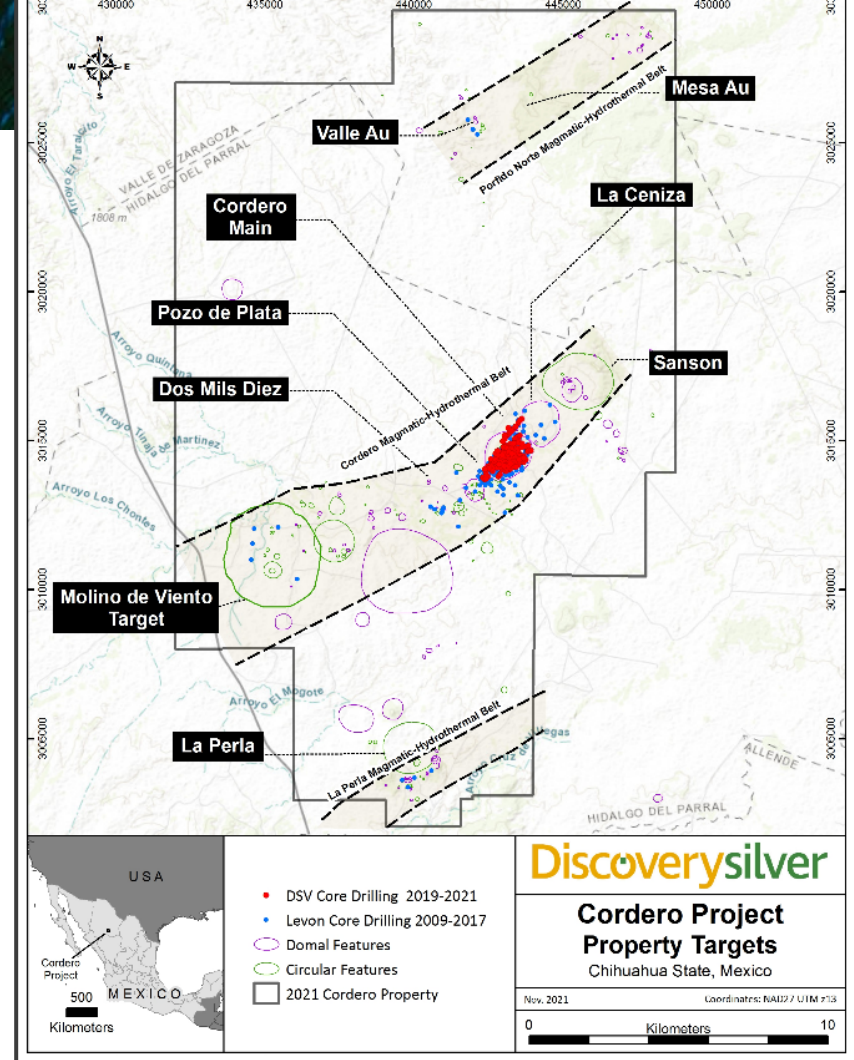 430000
435000
440000
445000
450000
N
W
E
S
Mesa Au
Valle Au
3025000
3025000
Porfido Norte Magmatic-Hydrothermal Belt
Arroyo El Taraicito
VALLE DE ZARAGOZA
HIDALGO DEL PARRAL
1808 m
La Ceniza
Cordero
Main
3020000
3020000
Pozo de Plata
Arroyo Quintana
Sanson
Dos Mils Diez
Cordero Magmatic-Hydrothermal Belt
Arroyo Tinaja de Martinez
3015000
3015000
Arroyo Los Chontes
3010000
3010000
Molino de Viento
Target
Arroyo El Mogote
La Perla Magmatic-Hydrothermal Belt
3005000
3005000
La Perla
ALLENDE
HIDALGO DEL PARRAL
Discoverysilver
USA
MEXICO
Cordero
Project
500
Kilometers
DSV Core Drilling 2019-2021
Levon Core Drilling 2009-2017
Domal Features
Circular Features
2021 Cordero Property
Cordero Project
Property Targets
Chihuahua State, Mexico
Nov. 2021
Coordinates: NAD27 UTM z13
0
Kilometers
10